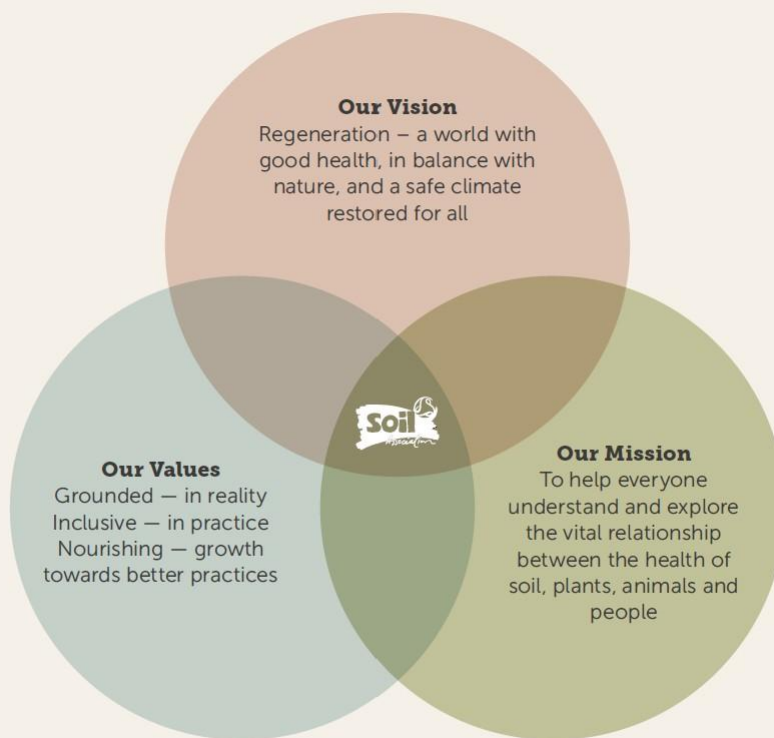 Our Vision
Regeneration – a world with
good health, in balance with
nature, and a safe climate
restored for all
soil
association
Our Values
Grounded — in reality
Inclusive — in practice
Nourishing — growth
towards better practices
Our Mission
To help everyone
understand and explore
the vital relationship
between the health of
soil, plants, animals and
people